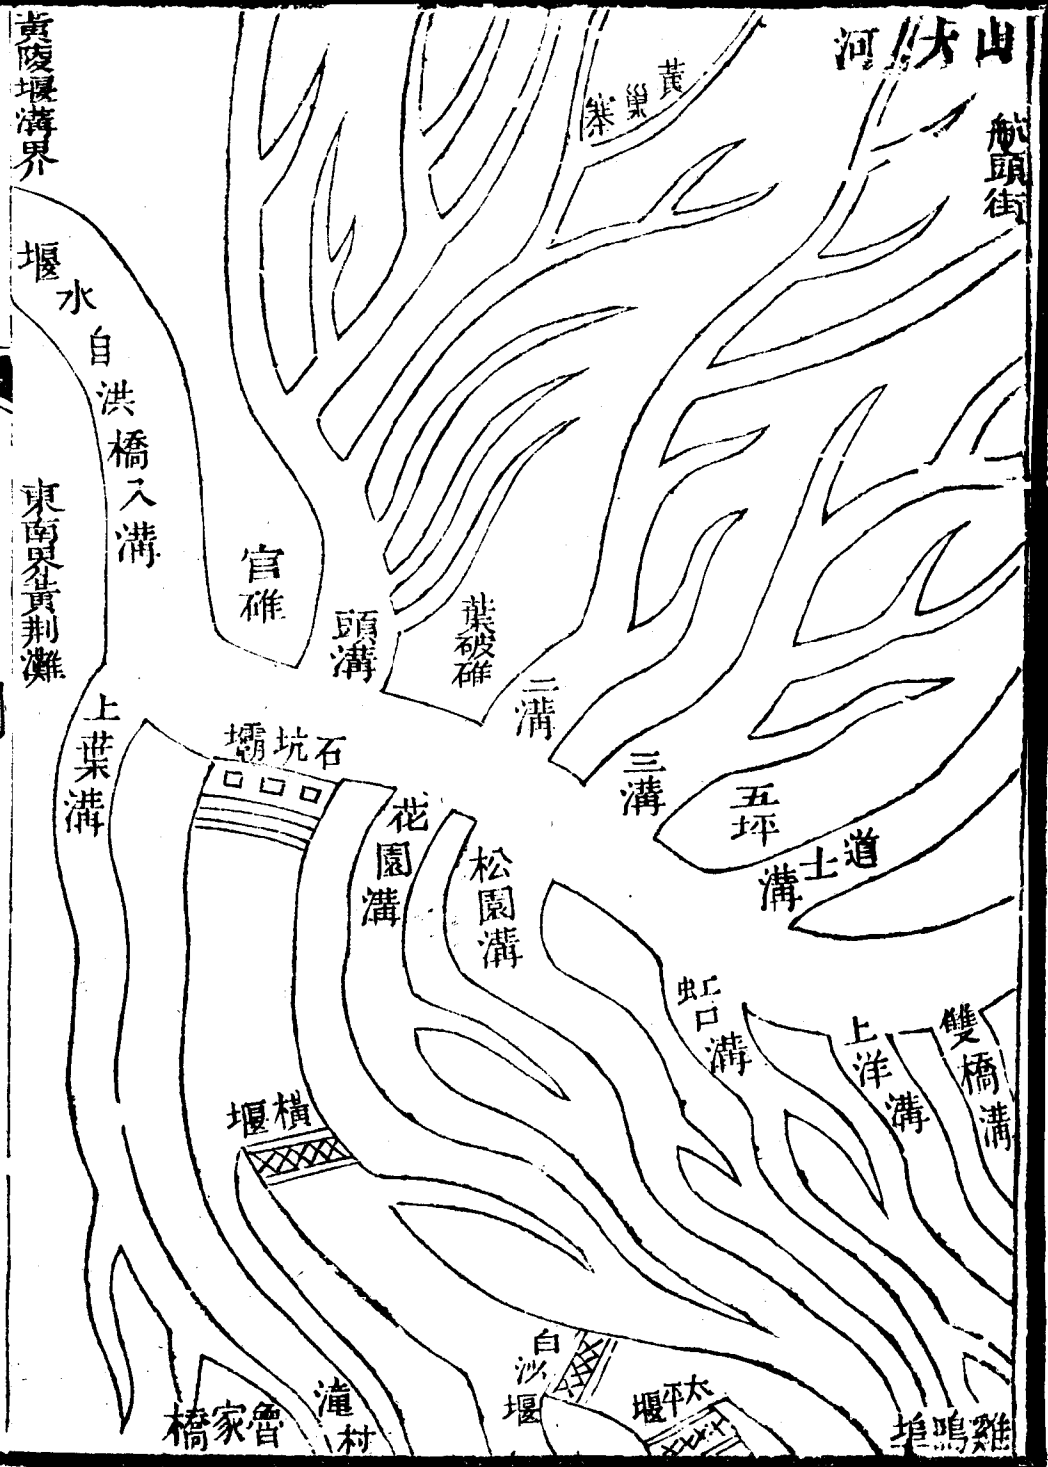 山大河
航頭街
黃巢寨
黃陵堰溝界
堰水自洪橋入溝
東南界黃荆灘
官碓
頭溝
葉破碓
二溝
三溝
五坪
道士溝
上葉溝
石坑壩
花園溝
松園溝
虹口溝
上洋溝
雙橋溝
橫堰
白沙堰
太平堰
雞鳴埠
滝村
魯家橋